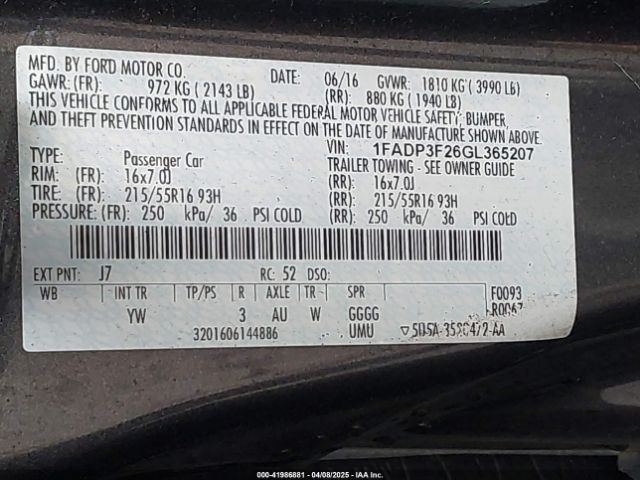 MFD. BY FORD MOTOR CO. DATE: 06/16 GVWR: 1810 KG ( 3990 LB)
GAWR: (FR): 972 KG ( 2143 LB) (RR): 880 KG ( 1940 LB)
THIS VEHICLE CONFORMS TO ALL APPLICABLE FEDERAL MOTOR VEHICLE SAFETY, BUMPER,
AND THEFT PREVENTION STANDARDS IN EFFECT ON THE DATE OF MANUFACTURE SHOWN ABOVE.
VIN: 1FADP3F26GL365207
TYPE: Passenger Car TRAILER TOWING - SEE OWNER GUIDE
RIM: (FR): 16x7.0J (RR): 16x7.0J
TIRE: (FR): 215/55R16 93H (RR): 215/55R16 93H
PRESSURE: (FR): 250 kPa/ 36 PSI COLD (RR): 250 kPa/ 36 PSI COLD
EXT PNT: J7 RC: 52 DSO:
WB INT TR TP/PS R AXLE TR SPR F0093
YW 3 AU W GGGG R0067
3201606144886 UMU
000-41986881 - 04/08/2025 - IAA Inc.